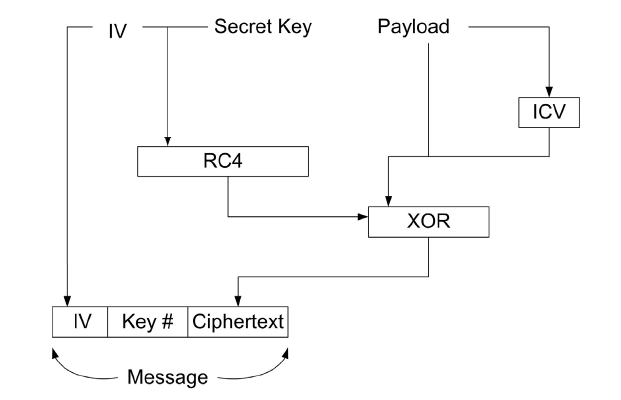 IV Secret Key Payload
ICV
RC4
XOR
IV Key # Ciphertext
Message